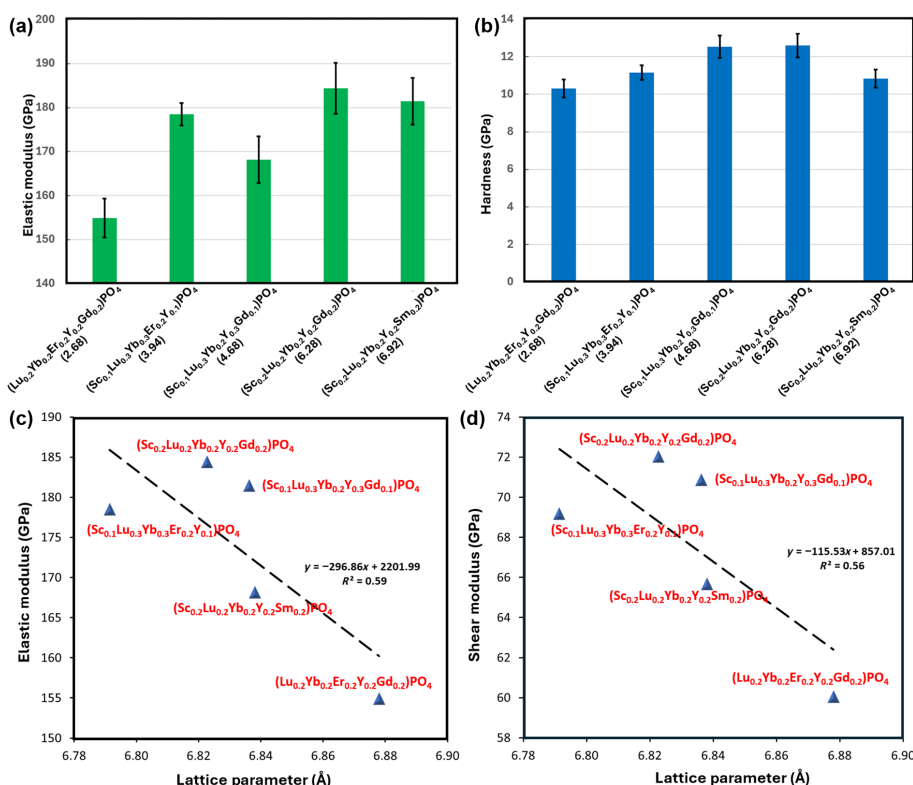 (a)
Elastic modulus (GPa)
200
190
180
170
160
150
140
(Lu0.2Yb0.2Er0.2Y0.2Gd0.2)PO4
(2.68)
(Sc0.1Lu0.3Yb0.3Er0.2Y0.1)PO4
(3.94)
(Sc0.1Lu0.3Yb0.2Y0.3Gd0.1)PO4
(4.68)
(Sc0.2Lu0.2Yb0.2Y0.2Gd0.2)PO4
(6.28)
(Sc0.2Lu0.2Yb0.2Y0.2Sm0.2)PO4
(6.92)
(b)
Hardness (GPa)
14
12
10
8
6
4
2
0
(Lu0.2Yb0.2Er0.2Y0.2Gd0.2)PO4
(2.68)
(Sc0.1Lu0.3Yb0.3Er0.2Y0.1)PO4
(3.94)
(Sc0.1Lu0.3Yb0.2Y0.3Gd0.1)PO4
(4.68)
(Sc0.2Lu0.2Yb0.2Y0.2Gd0.2)PO4
(6.28)
(Sc0.2Lu0.2Yb0.2Y0.2Sm0.2)PO4
(6.92)
(c)
Elastic modulus (GPa)
190
185
180
175
170
165
160
155
150
(Sc0.2Lu0.2Yb0.2Y0.2Gd0.2)PO4
(Sc0.1Lu0.3Yb0.2Y0.3Gd0.1)PO4
(Sc0.1Lu0.3Yb0.3Er0.2Y0.1)PO4
y = −296.86x + 2201.99
R² = 0.59
(Sc0.2Lu0.2Yb0.2Y0.2Sm0.2)PO4
(Lu0.2Yb0.2Er0.2Y0.2Gd0.2)PO4
6.78 6.80 6.82 6.84 6.86 6.88 6.90
Lattice parameter (Å)
(d)
Shear modulus (GPa)
74
72
70
68
66
64
62
60
58
(Sc0.2Lu0.2Yb0.2Y0.2Gd0.2)PO4
(Sc0.1Lu0.3Yb0.2Y0.3Gd0.1)PO4
(Sc0.1Lu0.3Yb0.3Er0.2Y0.1)PO4
y = −115.53x + 857.01
R² = 0.56
(Sc0.2Lu0.2Yb0.2Y0.2Sm0.2)PO4
(Lu0.2Yb0.2Er0.2Y0.2Gd0.2)PO4
6.78 6.80 6.82 6.84 6.86 6.88 6.90
Lattice parameter (Å)